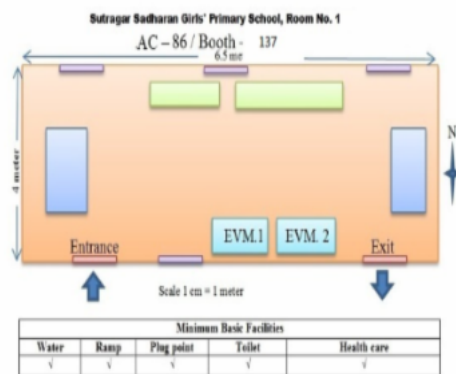 Sutragar Sadharan Girls' Primary School, Room No. 1
AC – 86 / Booth - 137
6.5 me
4 meter
N
EVM.1 EVM. 2
Entrance Exit
Scale 1 cm = 1 meter
Minimum Basic Facilities
Water Ramp Plug point Toilet Health care
√ √ √ √ √